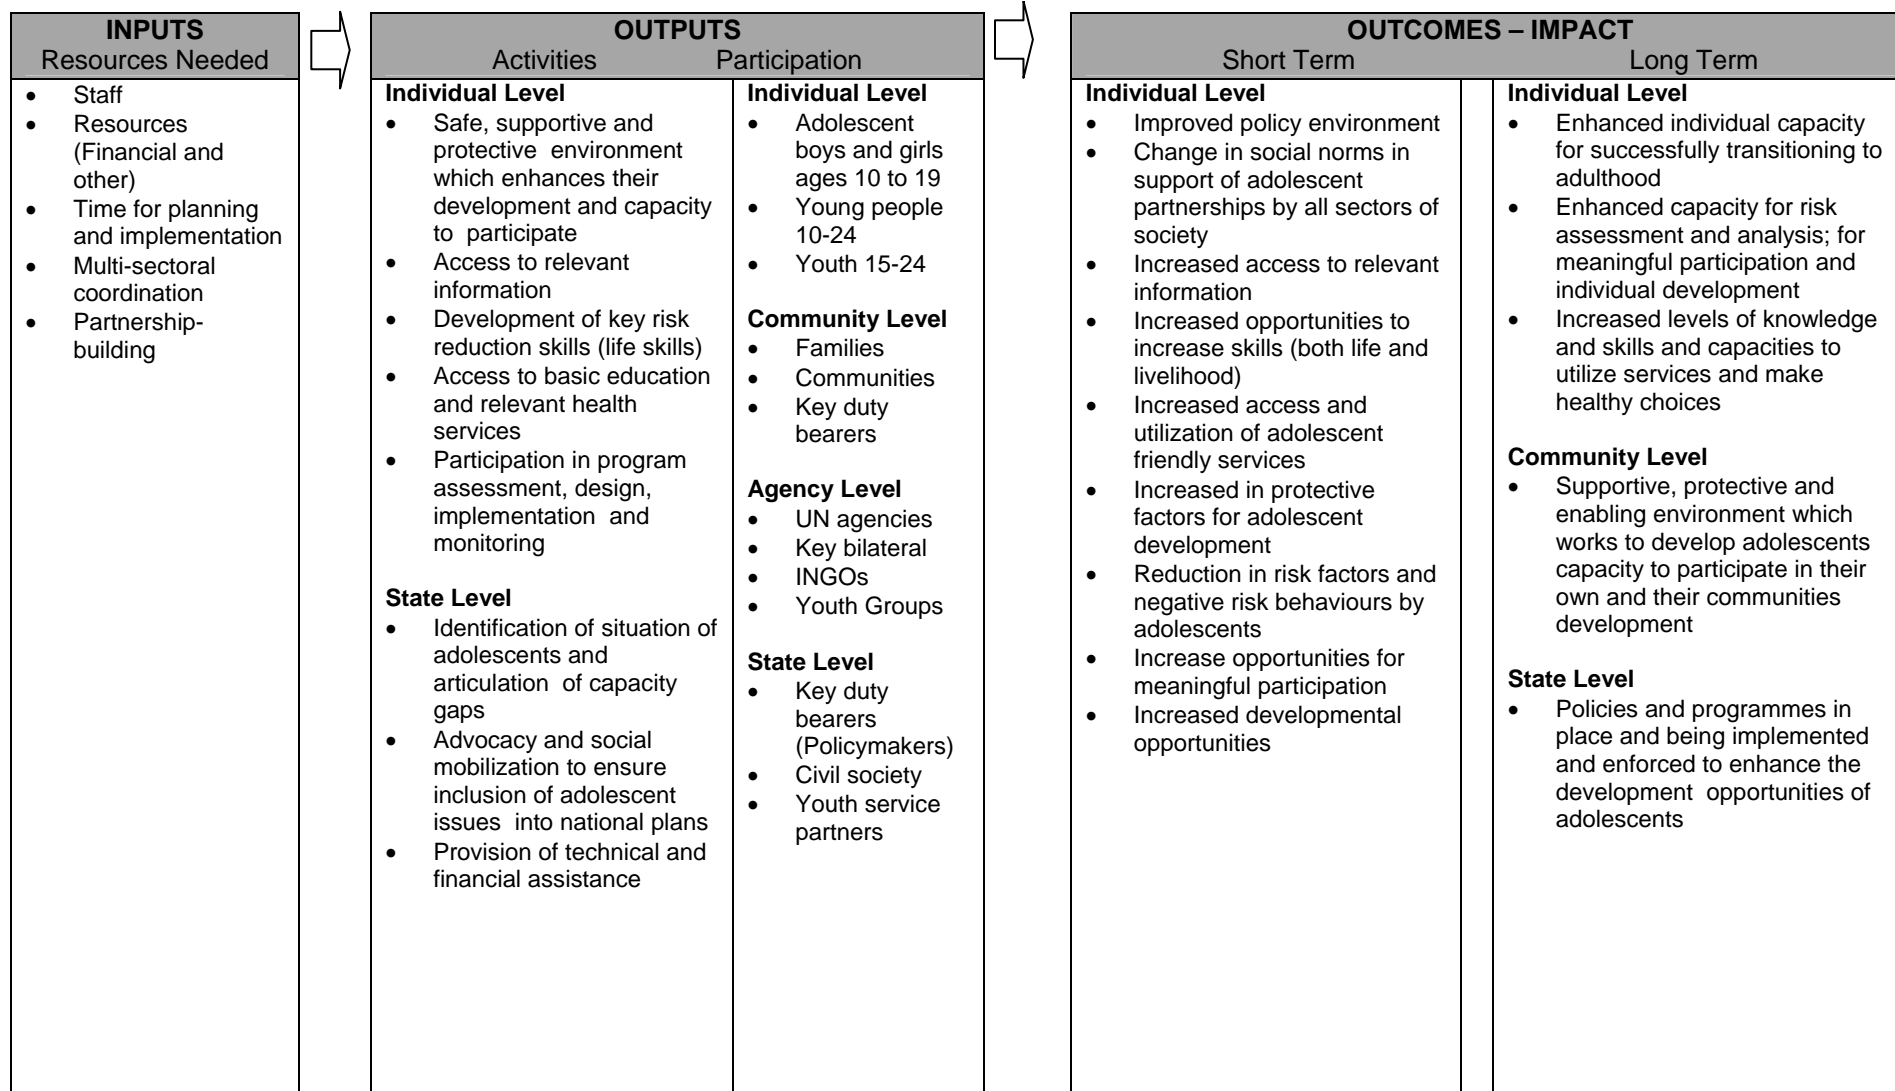 INPUTS
Resources Needed
• Staff
• Resources
(Financial and
other)
• Time for planning
and implementation
• Multi-sectoral
coordination
• Partnership-
building
OUTPUTS
Activities Participation
Individual Level
• Safe, supportive and
protective environment
which enhances their
development and capacity
to participate
• Access to relevant
information
• Development of key risk
reduction skills (life skills)
• Access to basic education
and relevant health
services
• Participation in program
assessment, design,
implementation and
monitoring
State Level
• Identification of situation of
adolescents and
articulation of capacity
gaps
• Advocacy and social
mobilization to ensure
inclusion of adolescent
issues into national plans
• Provision of technical and
financial assistance
Individual Level
• Adolescent
boys and girls
ages 10 to 19
• Young people
10-24
• Youth 15-24
Community Level
• Families
• Communities
• Key duty
bearers
Agency Level
• UN agencies
• Key bilateral
• INGOs
• Youth Groups
State Level
• Key duty
bearers
(Policymakers)
• Civil society
• Youth service
partners
OUTCOMES – IMPACT
Short Term Long Term
Individual Level
• Improved policy environment
• Change in social norms in
support of adolescent
partnerships by all sectors of
society
• Increased access to relevant
information
• Increased opportunities to
increase skills (both life and
livelihood)
• Increased access and
utilization of adolescent
friendly services
• Increased in protective
factors for adolescent
development
• Reduction in risk factors and
negative risk behaviours by
adolescents
• Increase opportunities for
meaningful participation
• Increased developmental
opportunities
Individual Level
• Enhanced individual capacity
for successfully transitioning to
adulthood
• Enhanced capacity for risk
assessment and analysis; for
meaningful participation and
individual development
• Increased levels of knowledge
and skills and capacities to
utilize services and make
healthy choices
Community Level
• Supportive, protective and
enabling environment which
works to develop adolescents
capacity to participate in their
own and their communities
development
State Level
• Policies and programmes in
place and being implemented
and enforced to enhance the
development opportunities of
adolescents